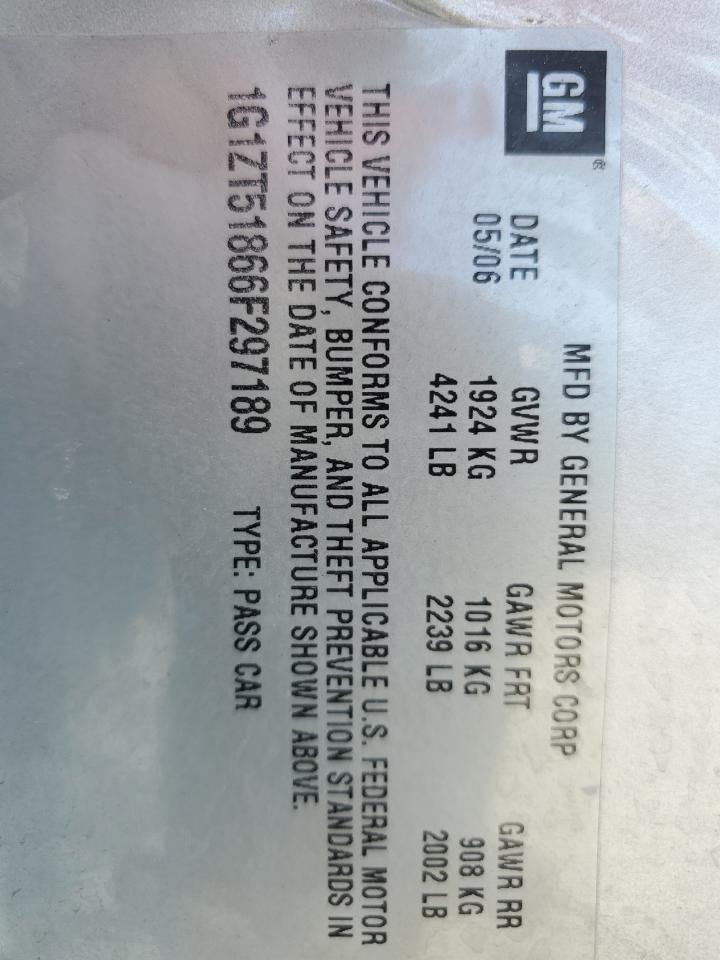 GM®
MFD BY GENERAL MOTORS CORP
DATE GVWR GAWR FRT GAWR RR
05/06 1924 KG 1016 KG 908 KG
4241 LB 2239 LB 2002 LB
THIS VEHICLE CONFORMS TO ALL APPLICABLE U.S. FEDERAL MOTOR
VEHICLE SAFETY, BUMPER, AND THEFT PREVENTION STANDARDS IN
EFFECT ON THE DATE OF MANUFACTURE SHOWN ABOVE.
1G1ZT51866F297189 TYPE: PASS CAR